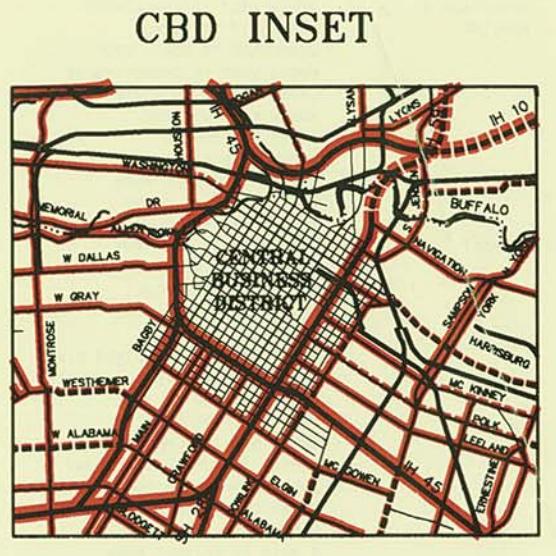 CBD INSET
IH 45
HOUSTON
LYONS
IH 10
WASHINGTON
MEMORIAL
DR
BUFFALO
W DALLAS
CENTRAL
BUSINESS
DISTRICT
S NAVIGATION
W GRAY
SAMPSON
YORK
BAGBY
MONTROSE
HARRISBURG
WESTHEIMER
MC KINNEY
POLK
W ALABAMA
MAIN
CRAWFORD
LEELAND
MC GOWEN
IH 45
ELGIN
ERNESTINE
ALABAMA
BLODGETT